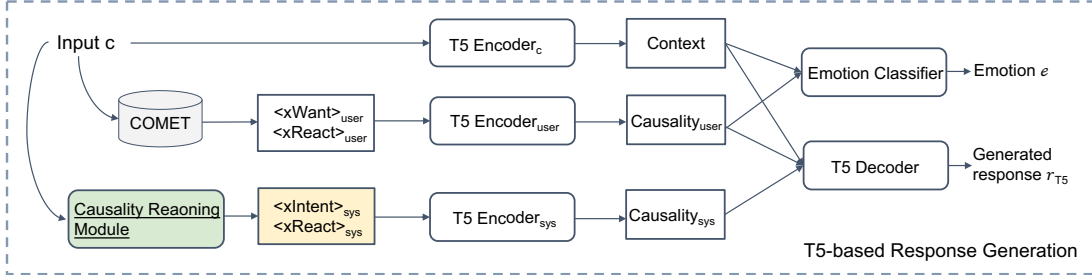 Input c
T5 Encoder_c
Context
Emotion Classifier
Emotion e
COMET
<xWant>_user
<xReact>_user
T5 Encoder_user
Causality_user
T5 Decoder
Generated
response r_T5
Causality Reaoning
Module
<xIntent>_sys
<xReact>_sys
T5 Encoder_sys
Causality_sys
T5-based Response Generation